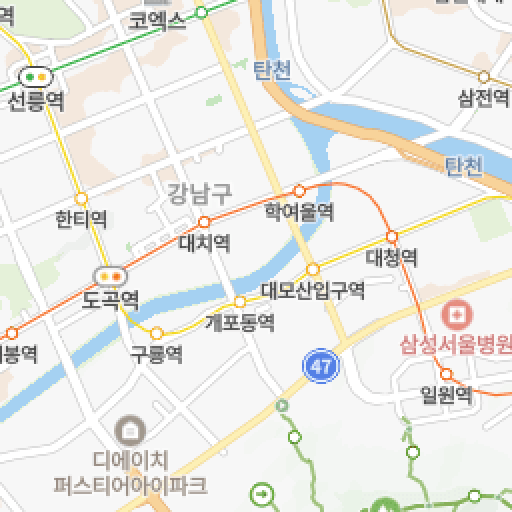 역
코엑스
탄천
선릉역
삼전역
탄천
강남구
한티역
학여울역
대치역
대청역
도곡역
대모산입구역
개포동역
봉역
구룡역
삼성서울병원
47
일원역
디에이치
퍼스티어아이파크